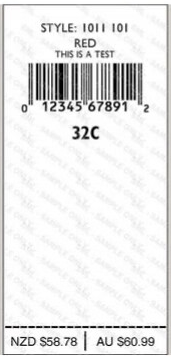 STYLE: 1011 101
RED
THIS IS A TEST
0 12345 67891 2
32C
NZD $58.78 | AU $60.99